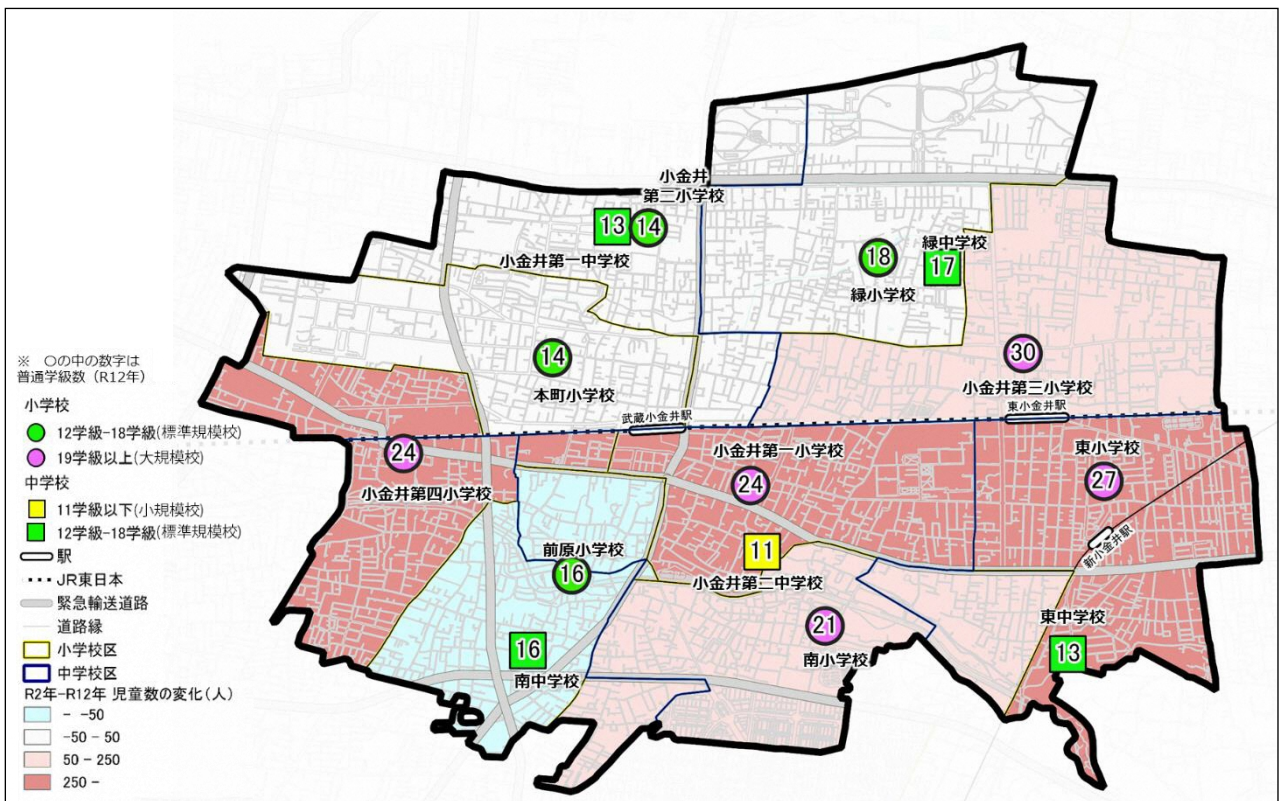 小金井
第二小学校
13
14
小金井第一中学校
緑中学校
18
17
緑小学校
14
本町小学校
30
小金井第三小学校
武蔵小金井駅
東小金井駅
24
小金井第四小学校
小金井第一小学校
24
東小学校
27
新小金井駅
前原小学校
16
11
小金井第二中学校
21
南小学校
東中学校
13
16
南中学校
※　〇の中の数字は
普通学級数（R12年）
小学校
12学級-18学級(標準規模校)
19学級以上(大規模校)
中学校
11学級以下(小規模校)
12学級-18学級(標準規模校)
駅
JR東日本
緊急輸送道路
道路縁
小学校区
中学校区
R2年-R12年 児童数の変化(人)
- -50
-50 - 50
50 - 250
250 -